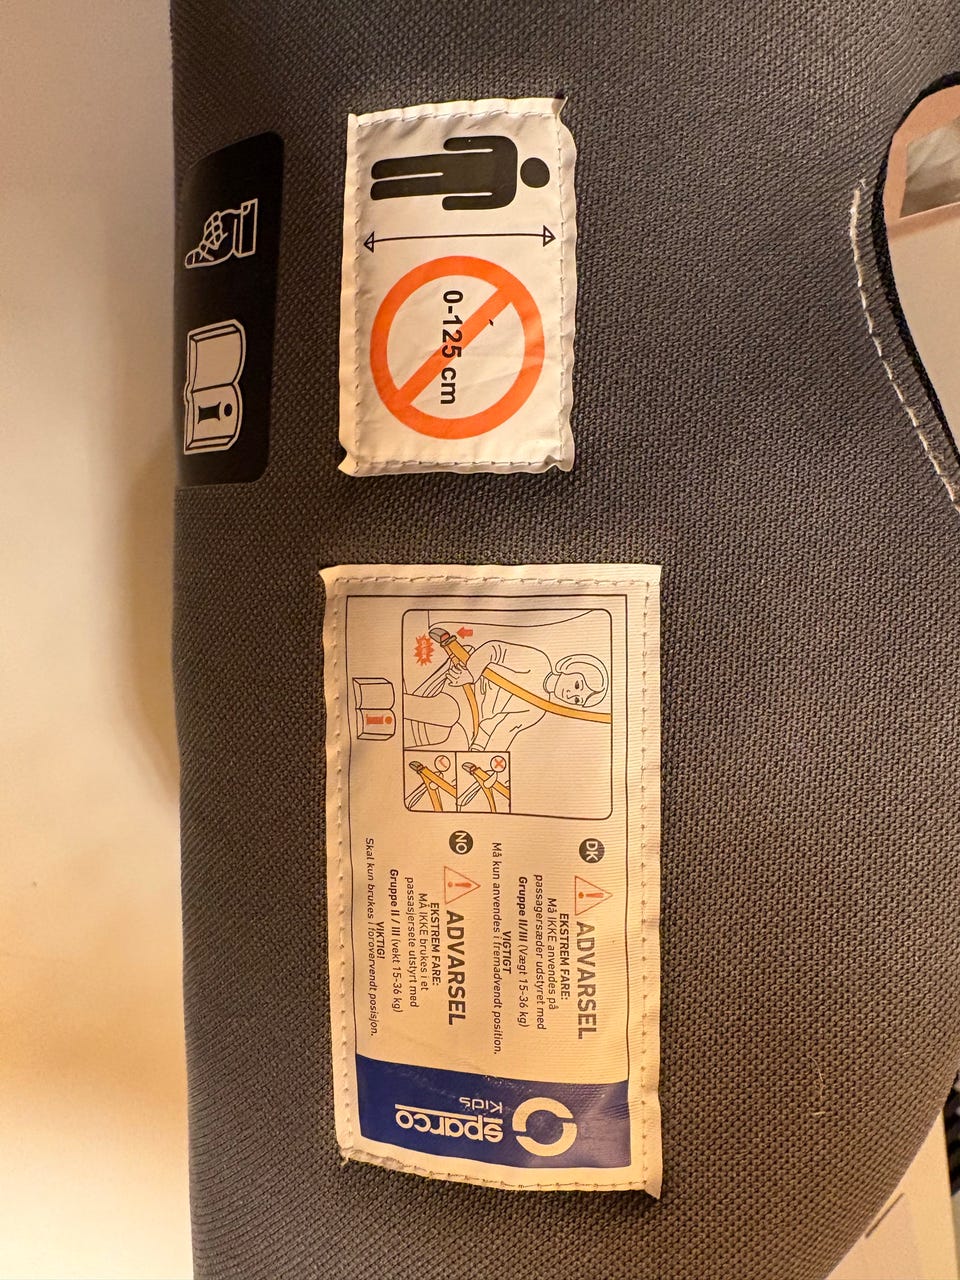 0-125 cm
DK
ADVARSEL
EKSTREM FARE:
Må IKKE anvendes på
passagersæder udstyret med
Gruppe II/III (Vægt 15-36 kg)
VIGTIGT
Må kun anvendes i fremadvendt position.
NO
ADVARSEL
EKSTREM FARE:
MÅ IKKE brukes i et
passasjersete utstyrt med
Gruppe II / III (vekt 15-36 kg)
VIKTIG!
Skal kun brukes i forovervendt posisjon.
sparco
Kids